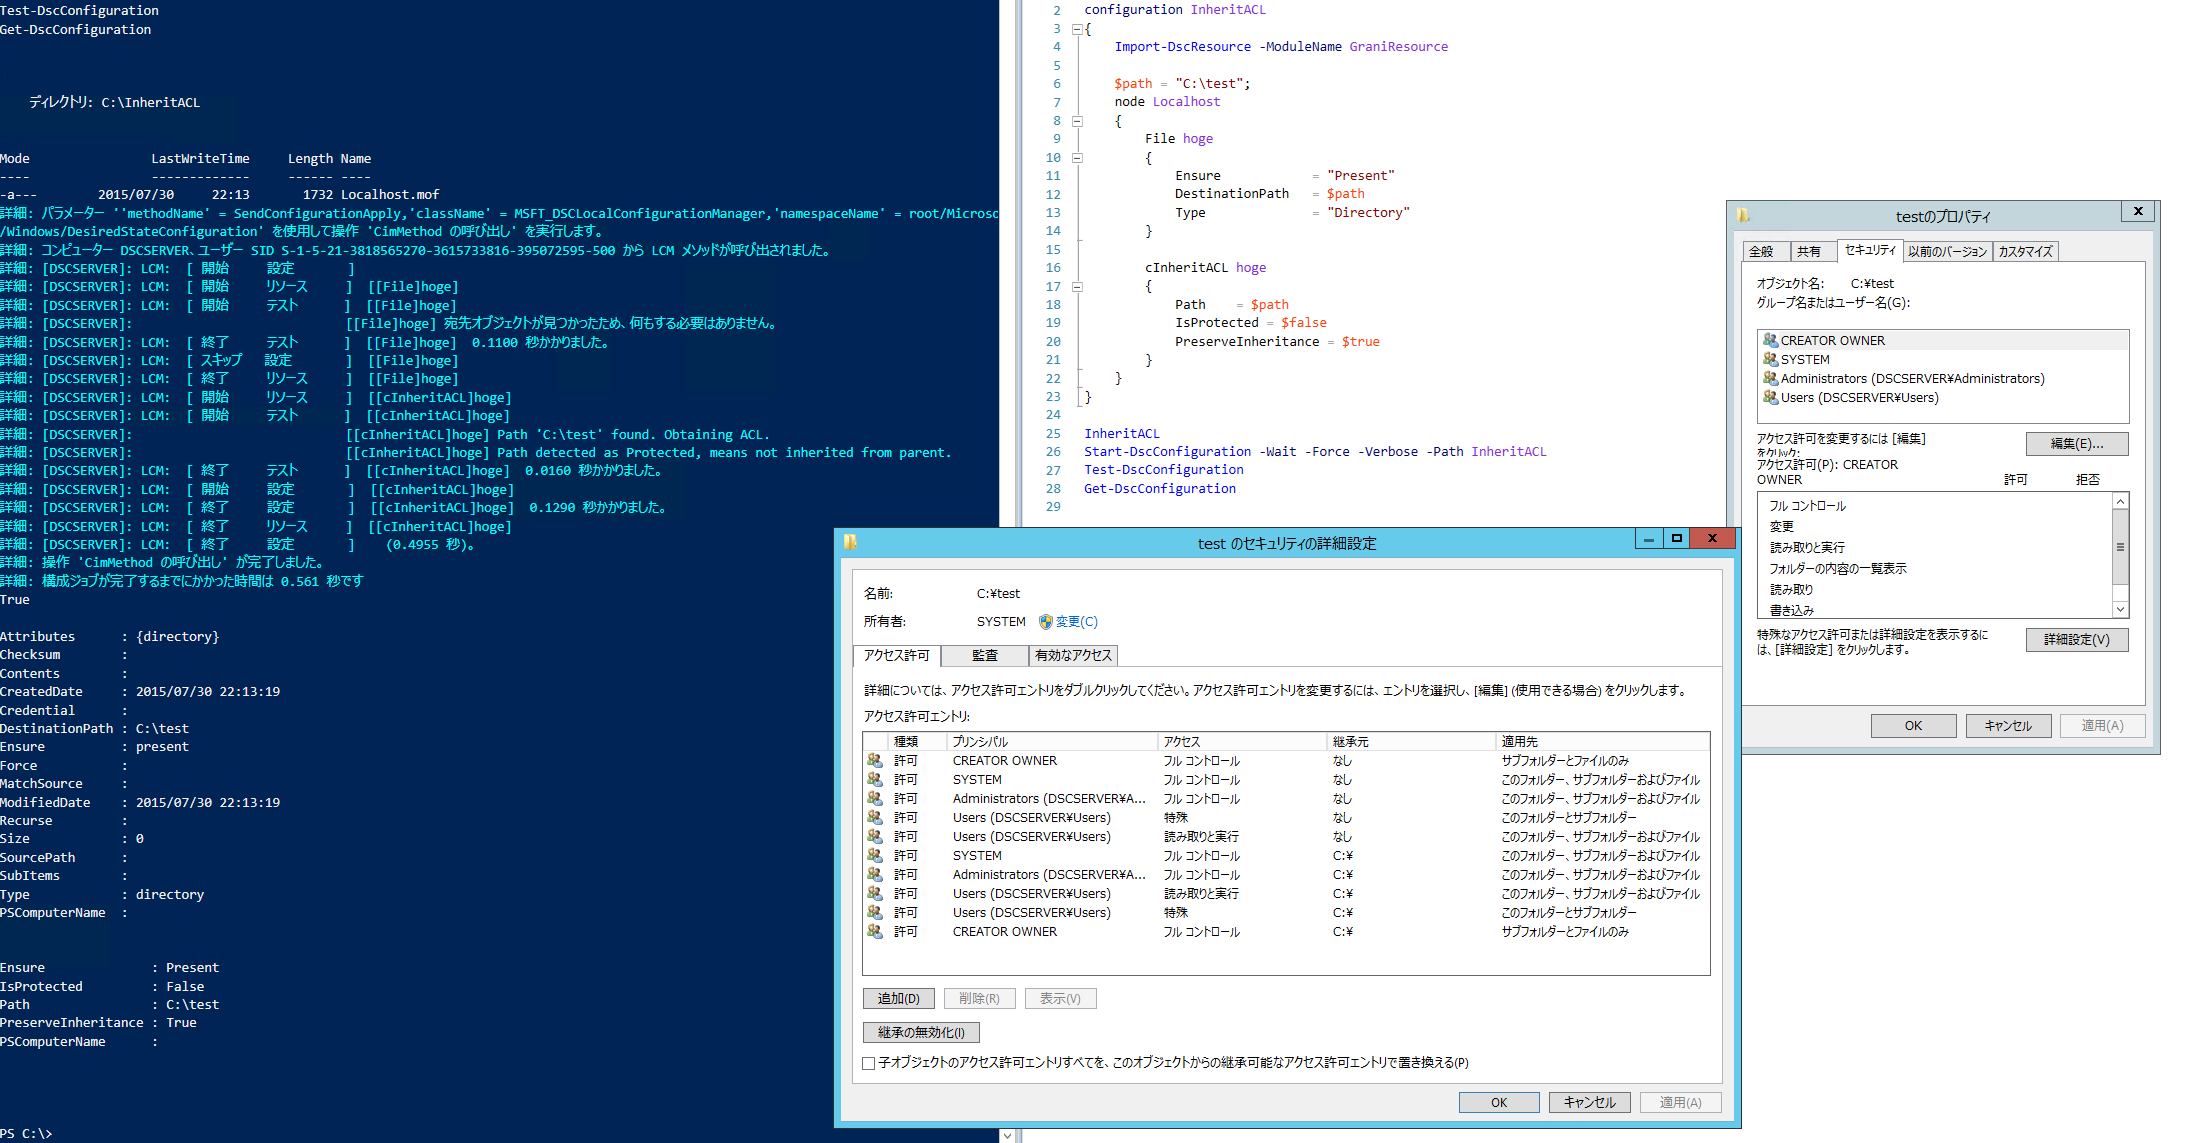 Test-DscConfiguration
Get-DscConfiguration
ディレクトリ: C:\InheritACL
Mode                LastWriteTime     Length Name
----                -------------     ------ ----
-a---         2015/07/30     22:13       1732 Localhost.mof
詳細: パラメーター ''methodName' = SendConfigurationApply,'className' = MSFT_DSCLocalConfigurationManager,'namespaceName' = root/Microso
/Windows/DesiredStateConfiguration' を使用して操作 'CimMethod の呼び出し' を実行します。
詳細: コンピューター DSCSERVER、ユーザー SID S-1-5-21-3818565270-3615733816-395072595-500 から LCM メソッドが呼び出されました。
詳細: [DSCSERVER]: LCM:  [ 開始     設定     ]
詳細: [DSCSERVER]: LCM:  [ 開始     リソース     ]  [[File]hoge]
詳細: [DSCSERVER]: LCM:  [ 開始     テスト     ]  [[File]hoge]
詳細: [DSCSERVER]:                            [[File]hoge] 宛先オブジェクトが見つかったため、何もする必要はありません。
詳細: [DSCSERVER]: LCM:  [ 終了     テスト     ]  [[File]hoge]  0.1100 秒かかりました。
詳細: [DSCSERVER]: LCM:  [ スキップ   設定     ]  [[File]hoge]
詳細: [DSCSERVER]: LCM:  [ 終了     リソース     ]  [[File]hoge]
詳細: [DSCSERVER]: LCM:  [ 開始     リソース     ]  [[cInheritACL]hoge]
詳細: [DSCSERVER]: LCM:  [ 開始     テスト     ]  [[cInheritACL]hoge]
詳細: [DSCSERVER]:                            [[cInheritACL]hoge] Path 'C:\test' found. Obtaining ACL.
詳細: [DSCSERVER]:                            [[cInheritACL]hoge] Path detected as Protected, means not inherited from parent.
詳細: [DSCSERVER]: LCM:  [ 終了     テスト     ]  [[cInheritACL]hoge]  0.0160 秒かかりました。
詳細: [DSCSERVER]: LCM:  [ 開始     設定     ]  [[cInheritACL]hoge]
詳細: [DSCSERVER]: LCM:  [ 終了     設定     ]  [[cInheritACL]hoge]  0.1290 秒かかりました。
詳細: [DSCSERVER]: LCM:  [ 終了     リソース     ]  [[cInheritACL]hoge]
詳細: [DSCSERVER]: LCM:  [ 終了     設定     ]    (0.4955 秒)。
詳細: 操作 'CimMethod の呼び出し' が完了しました。
詳細: 構成ジョブが完了するまでにかかった時間は 0.561 秒です
True
Attributes      : {directory}
Checksum        :
Contents        :
CreatedDate     : 2015/07/30 22:13:19
Credential      :
DestinationPath : C:\test
Ensure          : present
Force           :
MatchSource     :
ModifiedDate    : 2015/07/30 22:13:19
Recurse         :
Size            : 0
SourcePath      :
SubItems        :
Type            : directory
PSComputerName  :
Ensure              : Present
IsProtected         : False
Path                : C:\test
PreserveInheritance : True
PSComputerName      :
PS C:\>
2 configuration InheritACL
3 {
4     Import-DscResource -ModuleName GraniResource
5
6     $path = "C:\test";
7     node Localhost
8     {
9         File hoge
10         {
11             Ensure            = "Present"
12             DestinationPath   = $path
13             Type              = "Directory"
14         }
15
16         cInheritACL hoge
17         {
18             Path    = $path
19             IsProtected = $false
20             PreserveInheritance = $true
21         }
22     }
23 }
24
25 InheritACL
26 Start-DscConfiguration -Wait -Force -Verbose -Path InheritACL
27 Test-DscConfiguration
28 Get-DscConfiguration
29
testのプロパティ
全般 共有 セキュリティ 以前のバージョン カスタマイズ
オブジェクト名: C:¥test
グループ名またはユーザー名(G):
CREATOR OWNER
SYSTEM
Administrators (DSCSERVER¥Administrators)
Users (DSCSERVER¥Users)
アクセス許可を変更するには [編集]
をクリック:
編集(E)...
アクセス許可(P): CREATOR
OWNER 許可 拒否
フル コントロール
変更
読み取りと実行
フォルダーの内容の一覧表示
読み取り
書き込み
特殊なアクセス許可または詳細設定を表示するに
は、[詳細設定] をクリックします。
詳細設定(V)
OK キャンセル 適用(A)
test のセキュリティの詳細設定
名前: C:¥test
所有者: SYSTEM 変更(C)
アクセス許可 監査 有効なアクセス
詳細については、アクセス許可エントリをダブルクリックしてください。アクセス許可エントリを変更するには、エントリを選択し、[編集] (使用できる場合) をクリックします。
アクセス許可エントリ:
種類 プリンシパル アクセス 継承元 適用先
許可 CREATOR OWNER フル コントロール なし サブフォルダーとファイルのみ
許可 SYSTEM フル コントロール なし このフォルダー、サブフォルダーおよびファイル
許可 Administrators (DSCSERVER¥A... フル コントロール なし このフォルダー、サブフォルダーおよびファイル
許可 Users (DSCSERVER¥Users) 特殊 なし このフォルダーとサブフォルダー
許可 Users (DSCSERVER¥Users) 読み取りと実行 なし このフォルダー、サブフォルダーおよびファイル
許可 SYSTEM フル コントロール C:¥ このフォルダー、サブフォルダーおよびファイル
許可 Administrators (DSCSERVER¥A... フル コントロール C:¥ このフォルダー、サブフォルダーおよびファイル
許可 Users (DSCSERVER¥Users) 読み取りと実行 C:¥ このフォルダー、サブフォルダーおよびファイル
許可 Users (DSCSERVER¥Users) 特殊 C:¥ このフォルダーとサブフォルダー
許可 CREATOR OWNER フル コントロール C:¥ サブフォルダーとファイルのみ
追加(D) 削除(R) 表示(V)
継承の無効化(I)
子オブジェクトのアクセス許可エントリすべてを、このオブジェクトからの継承可能なアクセス許可エントリで置き換える(P)
OK キャンセル 適用(A)